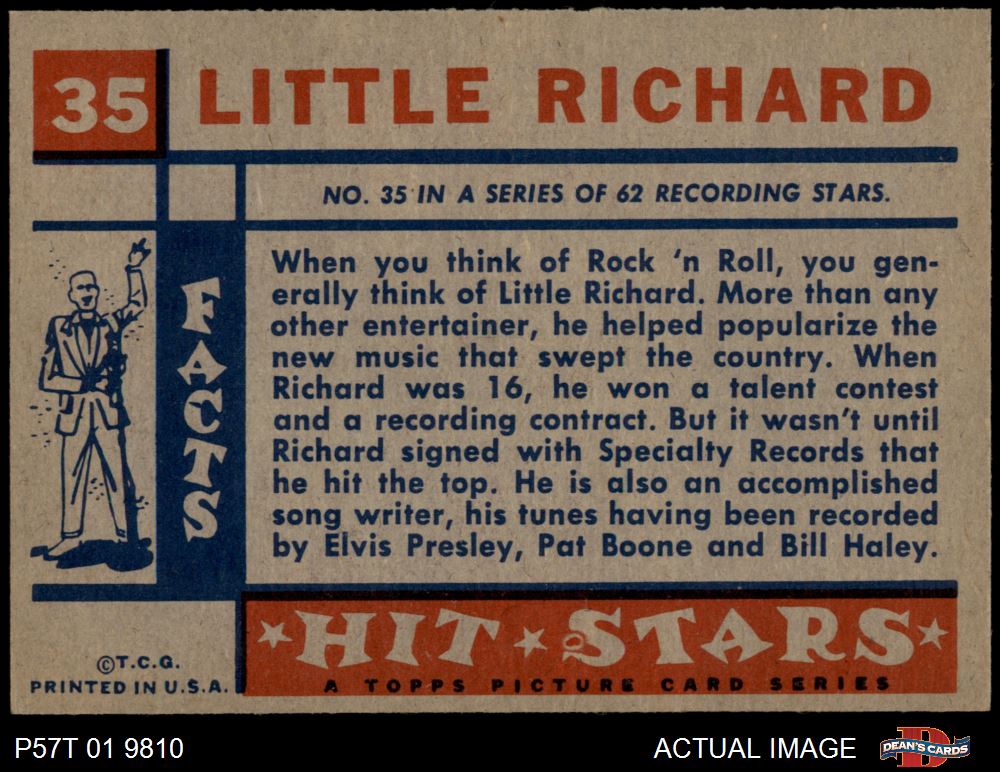 35
LITTLE RICHARD
NO. 35 IN A SERIES OF 62 RECORDING STARS.
FACTS
When you think of Rock 'n Roll, you gen-
erally think of Little Richard. More than any
other entertainer, he helped popularize the
new music that swept the country. When
Richard was 16, he won a talent contest
and a recording contract. But it wasn't until
Richard signed with Specialty Records that
he hit the top. He is also an accomplished
song writer, his tunes having been recorded
by Elvis Presley, Pat Boone and Bill Haley.
HIT STARS
A TOPPS PICTURE CARD SERIES
©T.C.G.
PRINTED IN U.S.A.
P57T 01 9810
ACTUAL IMAGE
D
DEAN'S CARDS